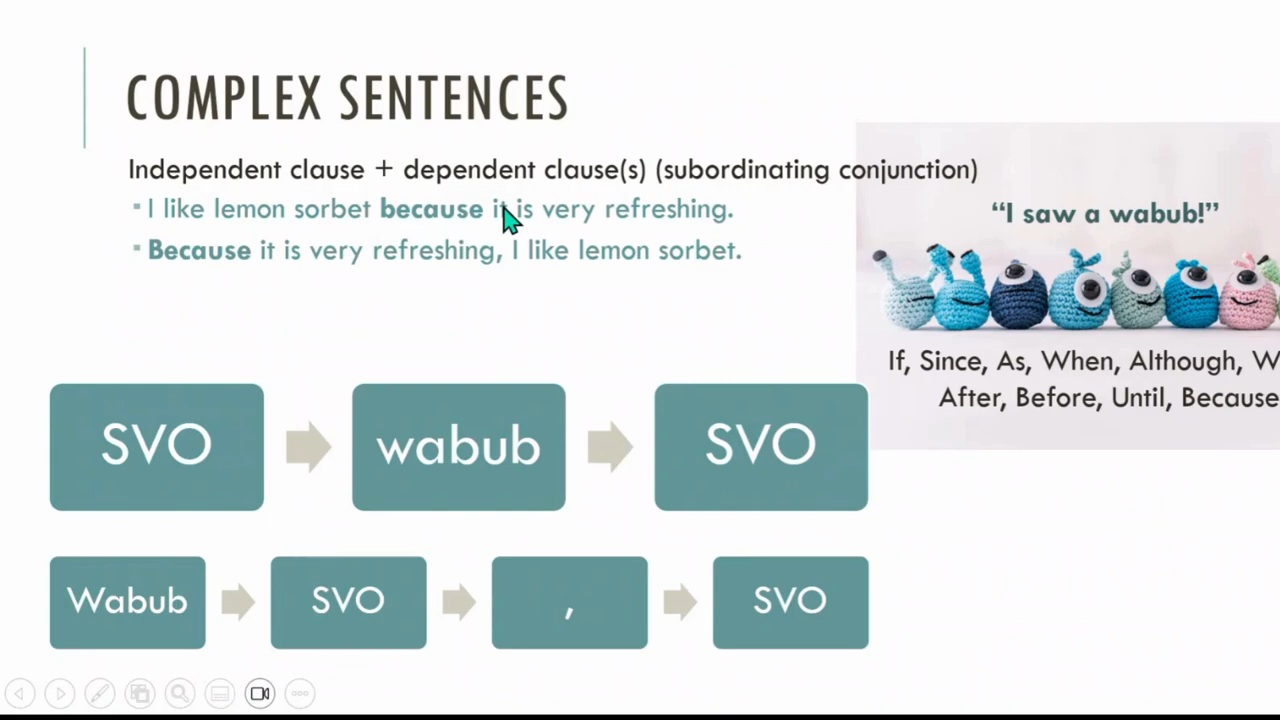 COMPLEX SENTENCES
Independent clause + dependent clause(s) (subordinating conjunction)
▪I like lemon sorbet because it is very refreshing.
▪Because it is very refreshing, I like lemon sorbet.
“I saw a wabub!”
If, Since, As, When, Although, W
After, Before, Until, Because
SVO
wabub
SVO
Wabub
SVO
,
SVO